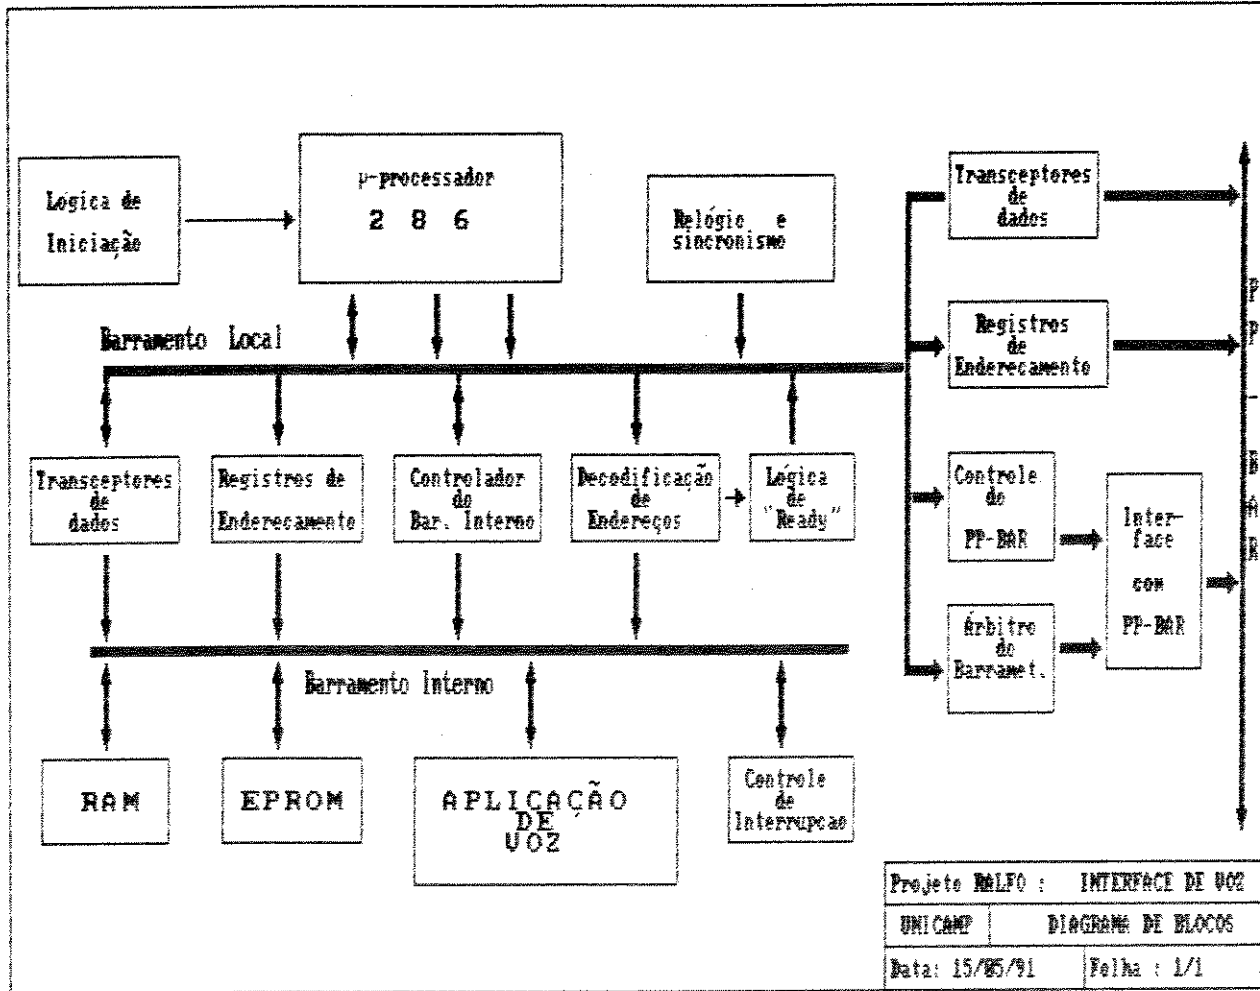 Lógica de
Iniciação
µ-processador
2 8 6
Relógio e
sincronismo
Transceptores
de
dados
Registros
de
Enderecamento
Barramento Local
Transceptores
de
dados
Registros de
Enderecamento
Controlador
do
Bar. Interno
Decodificação
de
Endereços
Lógica
de
"Ready"
Controle
do
PP-BAR
Inter-
face
com
PP-BAR
Árbitro
do
Barramet.
PP-BAR
Barramento Interno
RAM
EPROM
APLICAÇÃO
DE
VOZ
Controle
de
Interrupcao
Projeto RALFO : INTERFACE DE VOZ
UNICAMP DIAGRAMA DE BLOCOS
Data: 15/05/91 Folha : 1/1